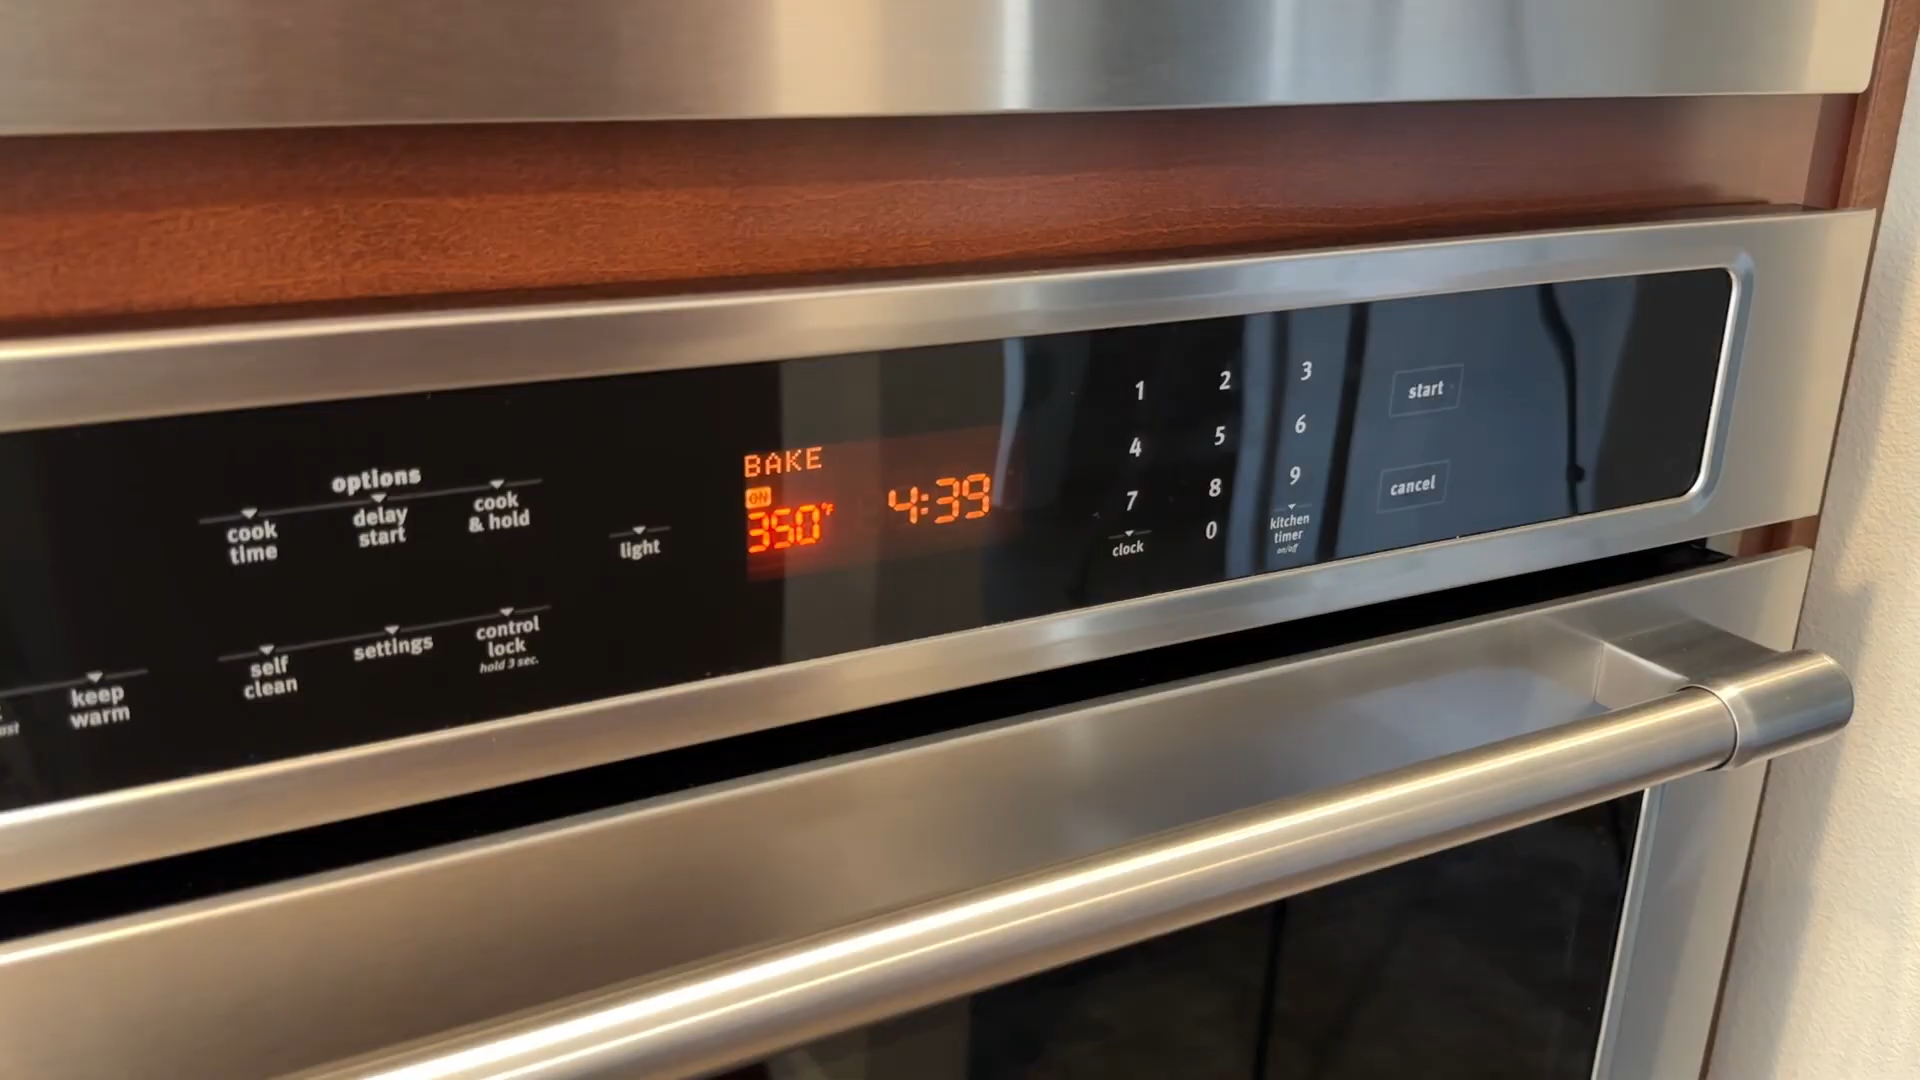 options
cook
time
delay
start
cook
& hold
light
keep
warm
self
clean
settings
control
lock
hold 3 sec.
BAKE
ON
350°F
4:39
1 2 3
4 5 6
7 8 9
0
clock
kitchen
timer
on/off
start
cancel